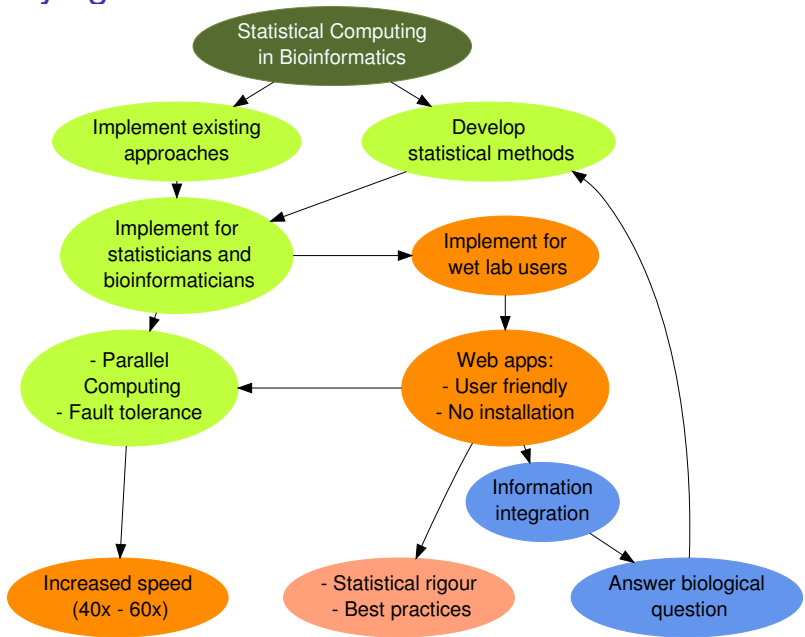 Statistical Computing
in Bioinformatics
Implement existing
approaches
Develop
statistical methods
Implement for
statisticians and
bioinformaticians
Implement for
wet lab users
- Parallel
Computing
- Fault tolerance
Web apps:
- User friendly
- No installation
Information
integration
Increased speed
(40x - 60x)
- Statistical rigour
- Best practices
Answer biological
question